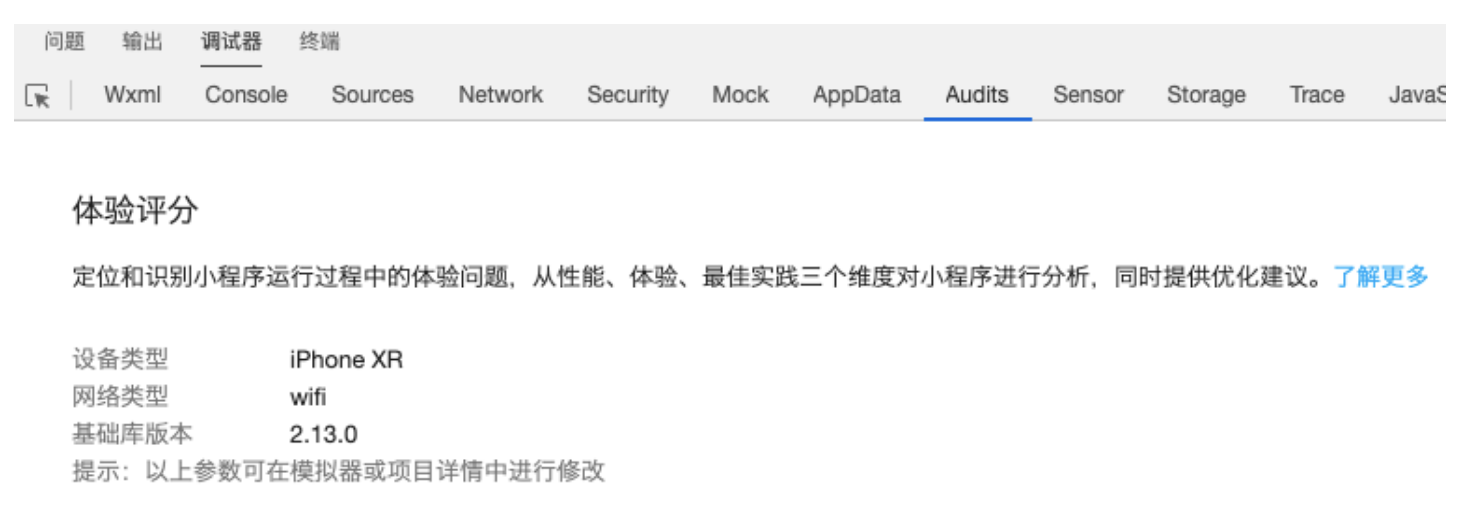 问题 输出 调试器 终端
Wxml Console Sources Network Security Mock AppData Audits Sensor Storage Trace JavaS
体验评分
定位和识别小程序运行过程中的体验问题，从性能、体验、最佳实践三个维度对小程序进行分析，同时提供优化建议。了解更多
设备类型 iPhone XR
网络类型 wifi
基础库版本 2.13.0
提示：以上参数可在模拟器或项目详情中进行修改